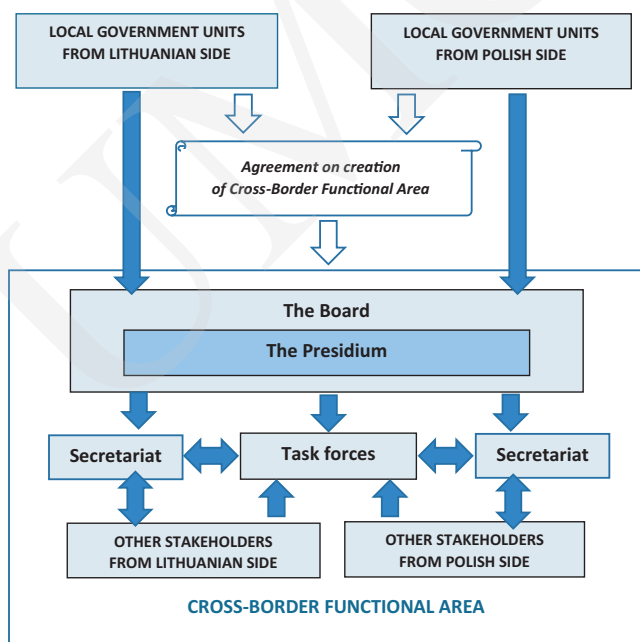 LOCAL GOVERNMENT UNITS
FROM LITHUANIAN SIDE
LOCAL GOVERNMENT UNITS
FROM POLISH SIDE
Agreement on creation
of Cross-Border Functional Area
The Board
The Presidium
Secretariat
Task forces
Secretariat
OTHER STAKEHOLDERS
FROM LITHUANIAN SIDE
OTHER STAKEHOLDERS
FROM POLISH SIDE
CROSS-BORDER FUNCTIONAL AREA